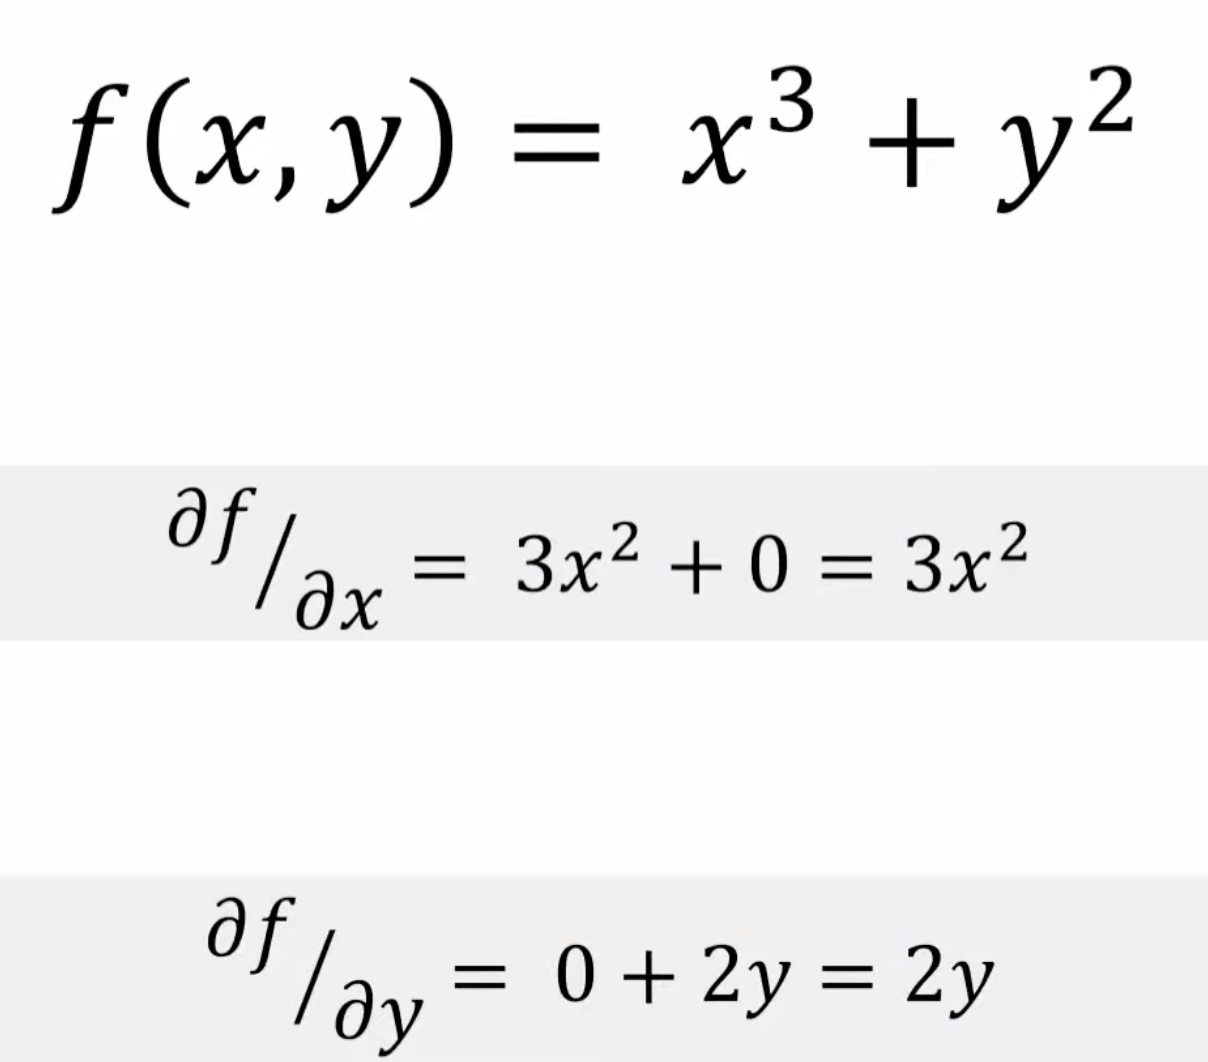 f(x, y) = x³ + y²
∂f/∂x = 3x² + 0 = 3x²
∂f/∂y = 0 + 2y = 2y